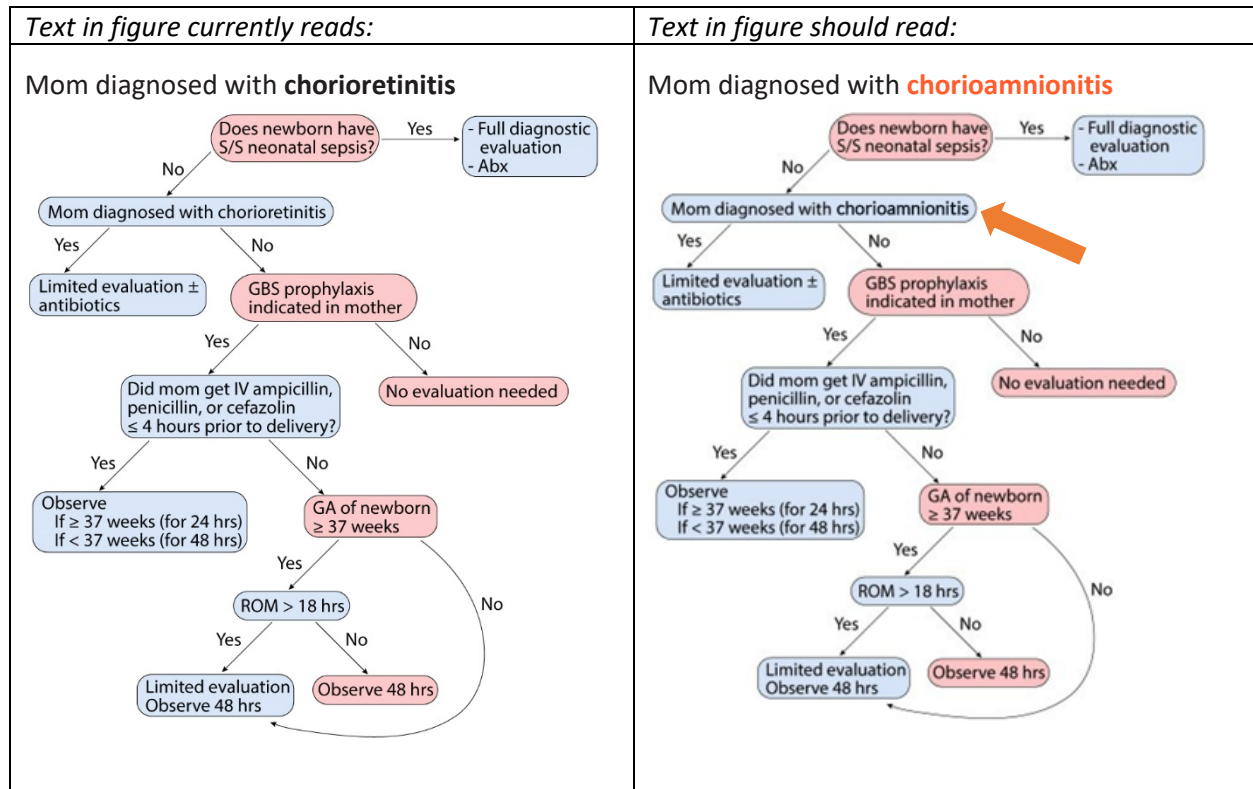 Text in figure currently reads:
Mom diagnosed with chorioretinitis
Does newborn have
S/S neonatal sepsis?
Yes
- Full diagnostic
evaluation
- Abx
No
Mom diagnosed with chorioretinitis
Yes
No
Limited evaluation ±
antibiotics
GBS prophylaxis
indicated in mother
Yes
No
Did mom get IV ampicillin,
penicillin, or cefazolin
≤ 4 hours prior to delivery?
No evaluation needed
Yes
No
Observe
If ≥ 37 weeks (for 24 hrs)
If < 37 weeks (for 48 hrs)
GA of newborn
≥ 37 weeks
Yes
No
ROM > 18 hrs
Yes
No
Limited evaluation
Observe 48 hrs
Observe 48 hrs
Text in figure should read:
Mom diagnosed with chorioamnionitis
Does newborn have
S/S neonatal sepsis?
Yes
- Full diagnostic
evaluation
- Abx
No
Mom diagnosed with chorioamnionitis
Yes
No
Limited evaluation ±
antibiotics
GBS prophylaxis
indicated in mother
Yes
No
Did mom get IV ampicillin,
penicillin, or cefazolin
≤ 4 hours prior to delivery?
No evaluation needed
Yes
No
Observe
If ≥ 37 weeks (for 24 hrs)
If < 37 weeks (for 48 hrs)
GA of newborn
≥ 37 weeks
Yes
No
ROM > 18 hrs
Yes
No
Limited evaluation
Observe 48 hrs
Observe 48 hrs